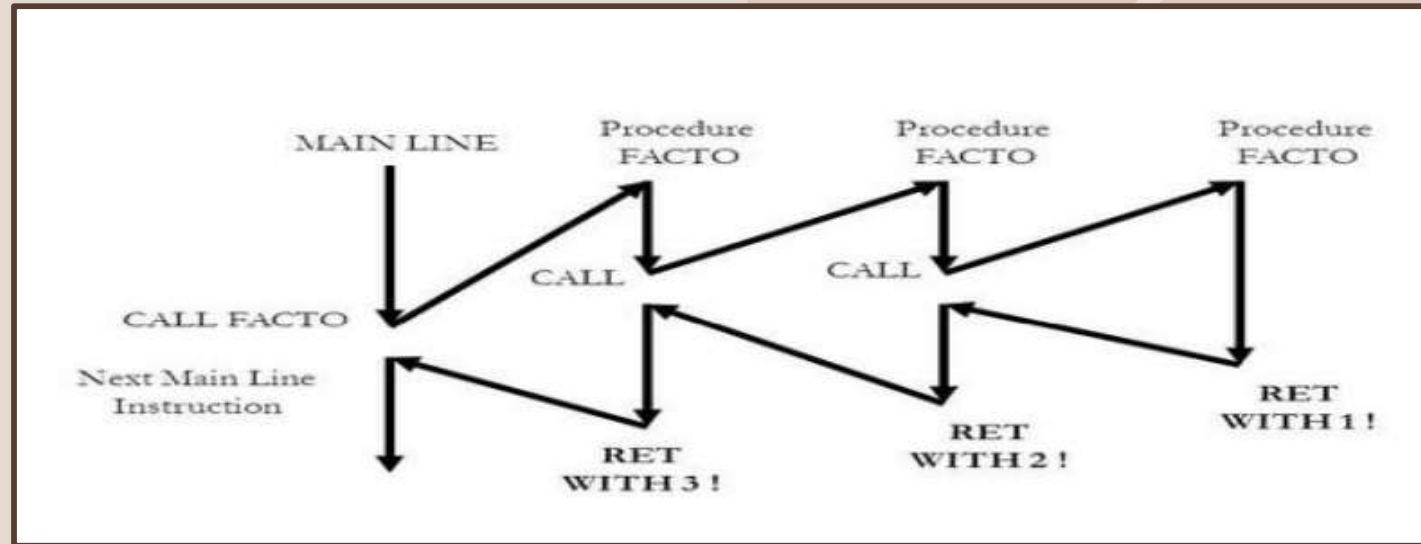 MAIN LINE
Procedure
FACTO
Procedure
FACTO
Procedure
FACTO
CALL
CALL
CALL FACTO
Next Main Line
Instruction
RET
WITH 3 !
RET
WITH 2 !
RET
WITH 1 !